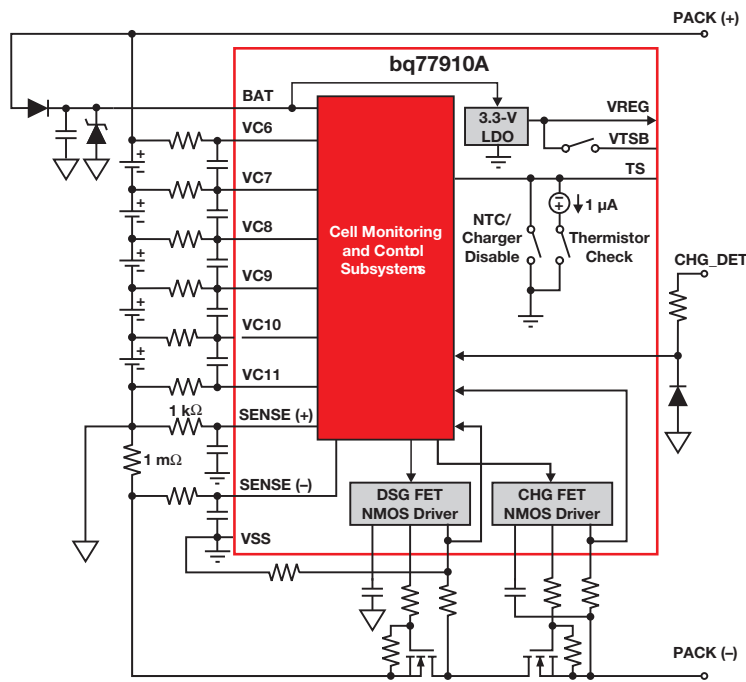 PACK (+)
bq77910A
BAT
3.3-V
LDO
VREG
VTSB
TS
VC6
VC7
VC8
VC9
VC10
VC11
Cell Monitoring
and Control
Subsystems
1 µA
NTC/
Charger
Disable
Thermistor
Check
CHG_DET
1 kΩ
SENSE (+)
1 mΩ
SENSE (–)
DSG FET
NMOS Driver
CHG FET
NMOS Driver
VSS
PACK (–)
+
–
+
–
+
–
+
–
+
–
+
–